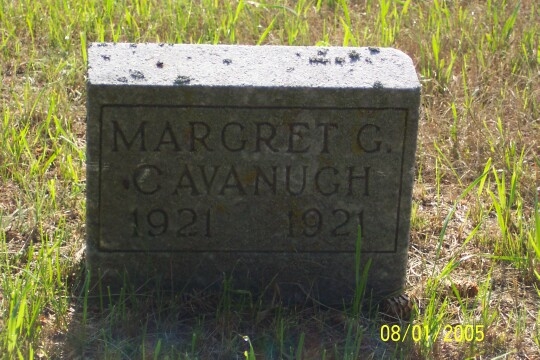 MARGRET G.
CAVANUGH
1921 1921
08/01/2005